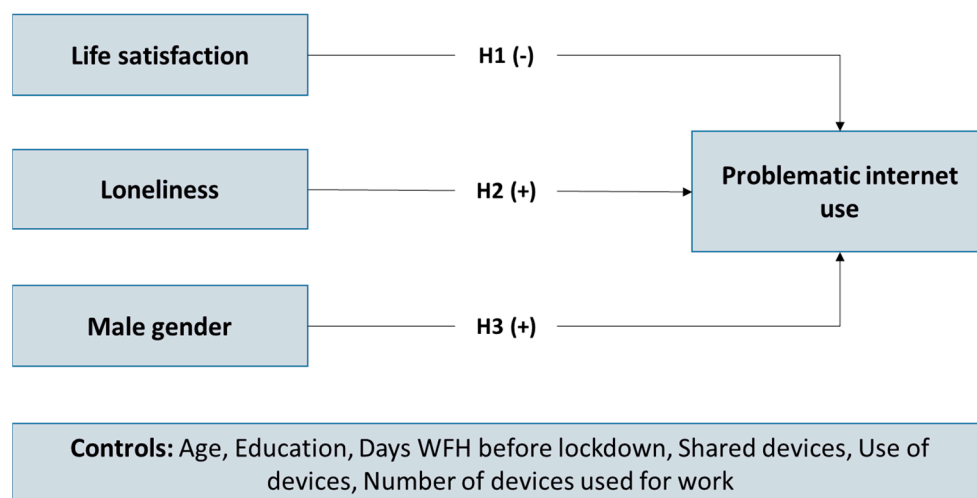 Life satisfaction
H1 (-)
Loneliness
H2 (+)
Problematic internet
use
Male gender
H3 (+)
Controls: Age, Education, Days WFH before lockdown, Shared devices, Use of
devices, Number of devices used for work